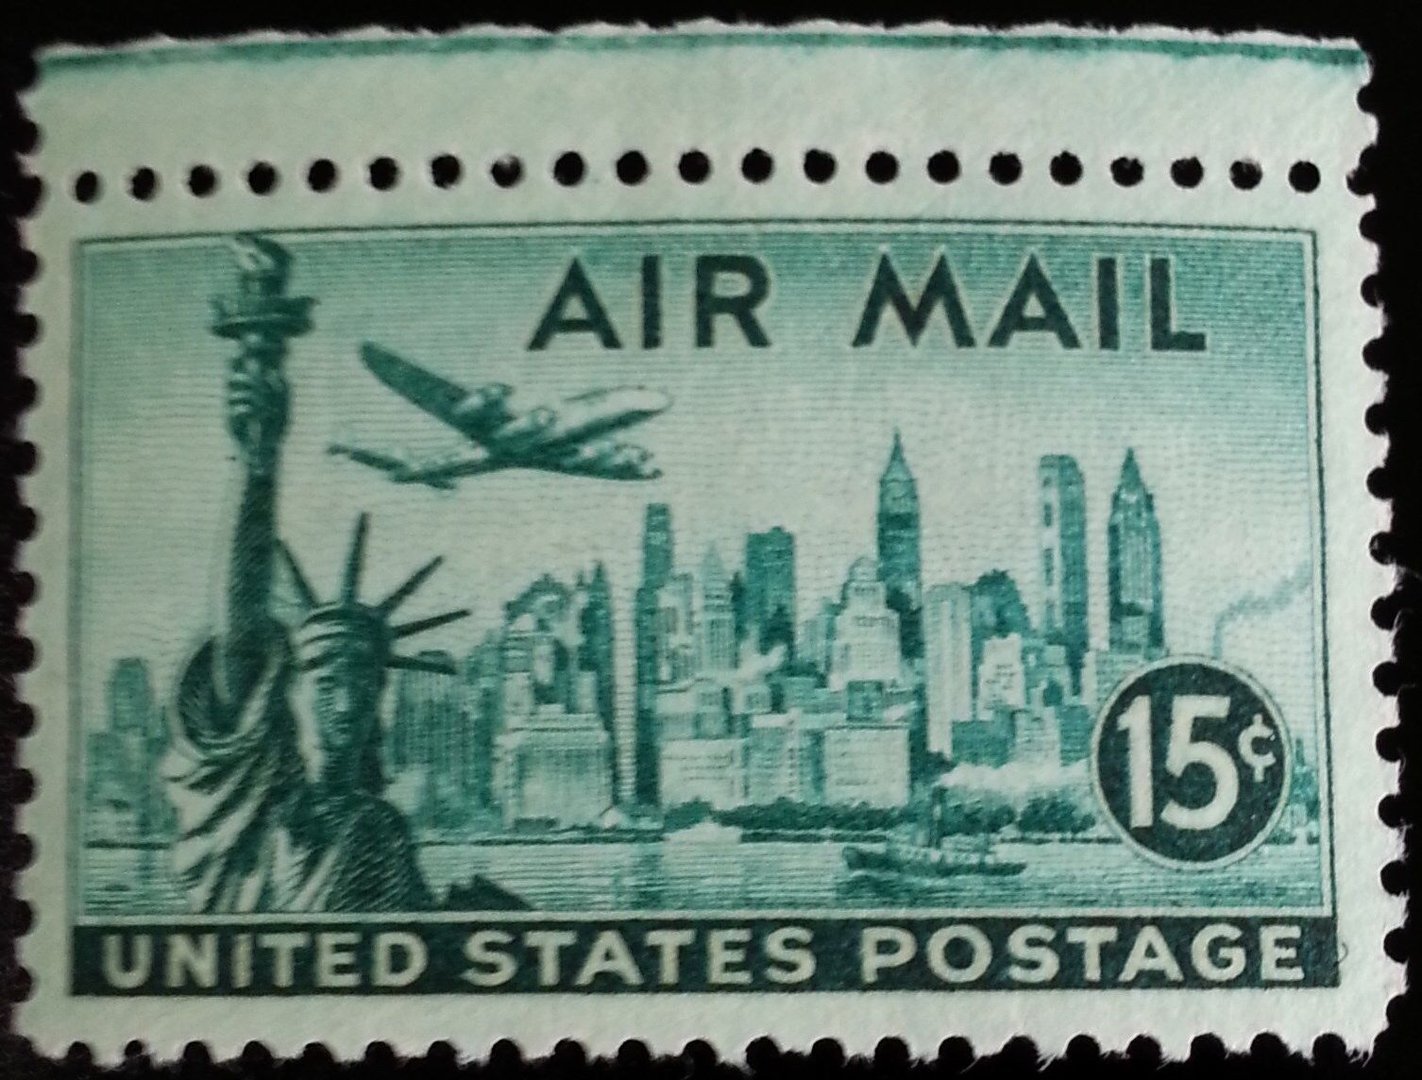 AIR MAIL
15¢
UNITED STATES POSTAGE